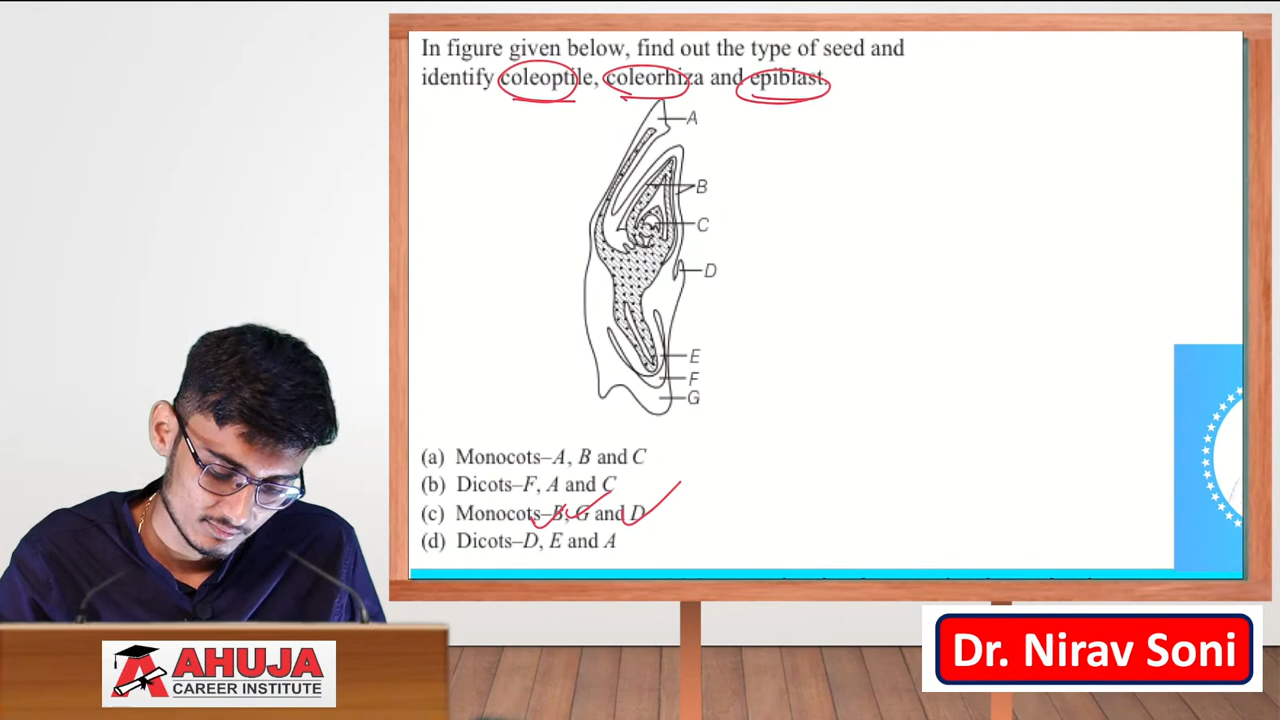 In figure given below, find out the type of seed and
identify coleoptile, coleorhiza and epiblast.
A
B
C
D
E
F
G
(a) Monocots–A, B and C
(b) Dicots–F, A and C
(c) Monocots–B, G and D
(d) Dicots–D, E and A
AHUJA
CAREER INSTITUTE
Dr. Nirav Soni